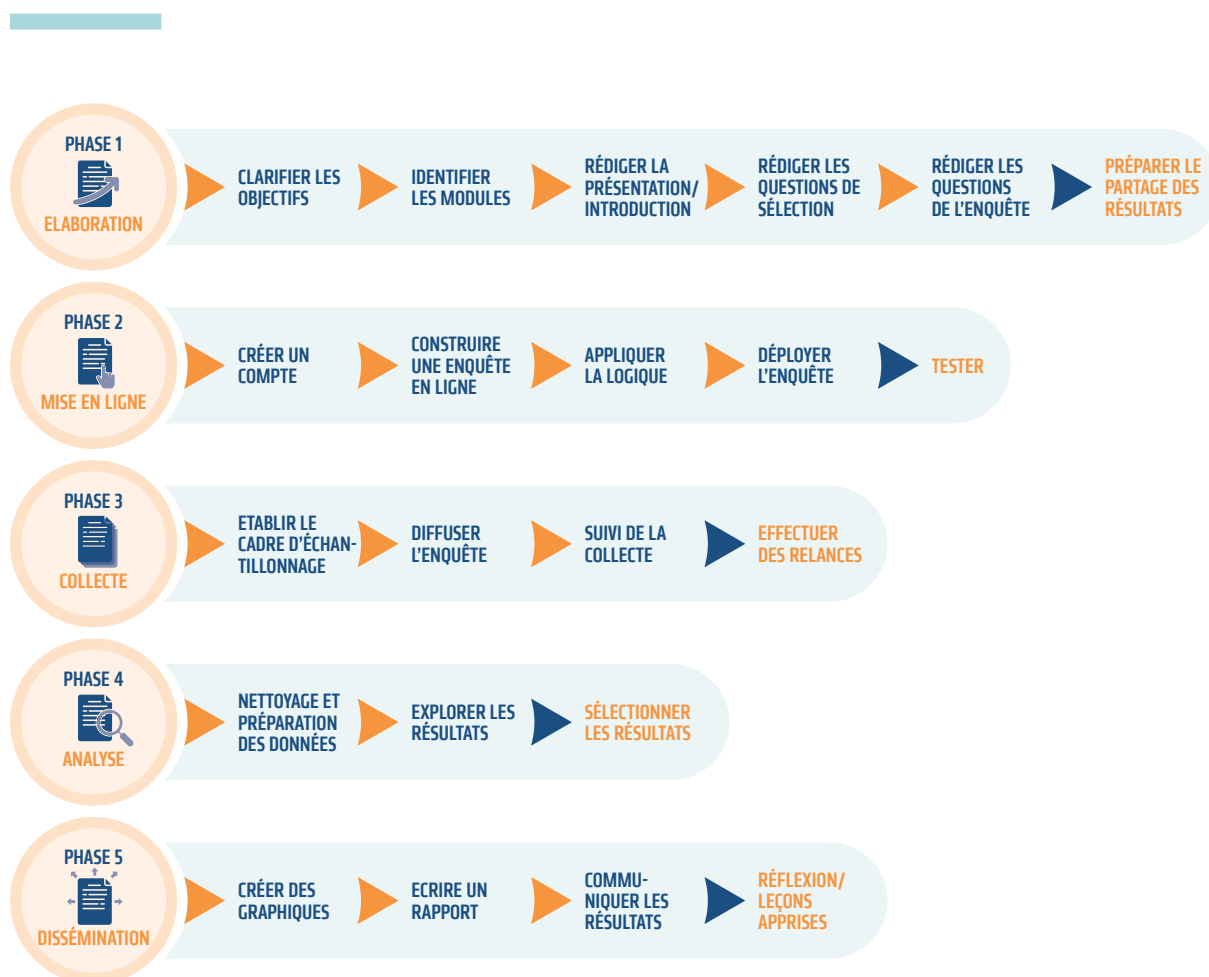 PHASE 1
ELABORATION
CLARIFIER LES
OBJECTIFS
IDENTIFIER
LES MODULES
RÉDIGER LA
PRÉSENTATION/
INTRODUCTION
RÉDIGER LES
QUESTIONS DE
SÉLECTION
RÉDIGER LES
QUESTIONS
DE L'ENQUÊTE
PRÉPARER LE
PARTAGE DES
RÉSULTATS
PHASE 2
MISE EN LIGNE
CRÉER UN
COMPTE
CONSTRUIRE
UNE ENQUÊTE
EN LIGNE
APPLIQUER
LA LOGIQUE
DÉPLOYER
L'ENQUÊTE
TESTER
PHASE 3
COLLECTE
ETABLIR LE
CADRE D'ÉCHAN-
TILLONNAGE
DIFFUSER
L'ENQUÊTE
SUIVI DE LA
COLLECTE
EFFECTUER
DES RELANCES
PHASE 4
ANALYSE
NETTOYAGE ET
PRÉPARATION
DES DONNÉES
EXPLORER LES
RÉSULTATS
SÉLECTIONNER
LES RÉSULTATS
PHASE 5
DISSÉMINATION
CRÉER DES
GRAPHIQUES
ECRIRE UN
RAPPORT
COMMU-
NIQUER LES
RÉSULTATS
RÉFLEXION/
LEÇONS
APPRISES